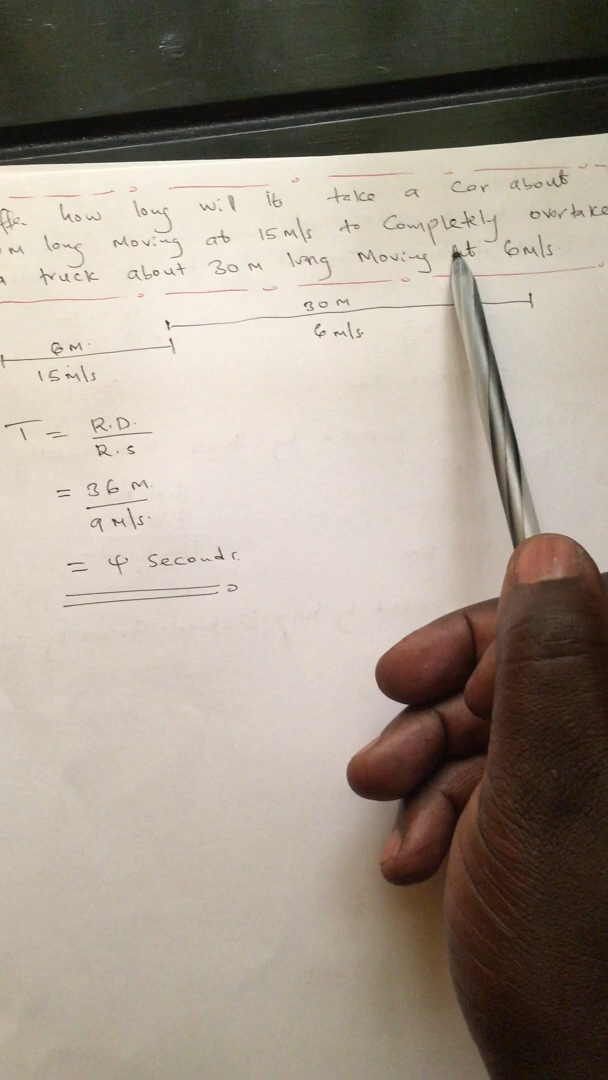 how long will it take a Car about
M long Moving at 15 M/s to Completely overtake
a truck about 30 M long Moving at 6 M/s.
30 M
6 M/s
6 M.
15 M/s
T = R.D.
R.S
= 36 M.
9 M/s.
= 4 Seconds.